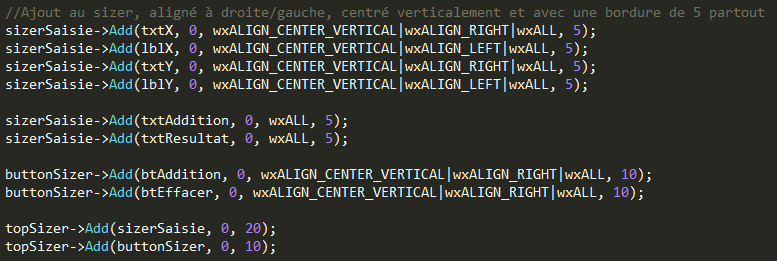 //Ajout au sizer, aligné à droite/gauche, centré verticalement et avec une bordure de 5 partout
sizerSaisie->Add(txtX, 0, wxALIGN_CENTER_VERTICAL|wxALIGN_RIGHT|wxALL, 5);
sizerSaisie->Add(lblX, 0, wxALIGN_CENTER_VERTICAL|wxALIGN_LEFT|wxALL, 5);
sizerSaisie->Add(txtY, 0, wxALIGN_CENTER_VERTICAL|wxALIGN_RIGHT|wxALL, 5);
sizerSaisie->Add(lblY, 0, wxALIGN_CENTER_VERTICAL|wxALIGN_LEFT|wxALL, 5);
sizerSaisie->Add(txtAddition, 0, wxALL, 5);
sizerSaisie->Add(txtResultat, 0, wxALL, 5);
buttonSizer->Add(btAddition, 0, wxALIGN_CENTER_VERTICAL|wxALIGN_RIGHT|wxALL, 10);
buttonSizer->Add(btEffacer, 0, wxALIGN_CENTER_VERTICAL|wxALIGN_RIGHT|wxALL, 10);
topSizer->Add(sizerSaisie, 0, 20);
topSizer->Add(buttonSizer, 0, 10);